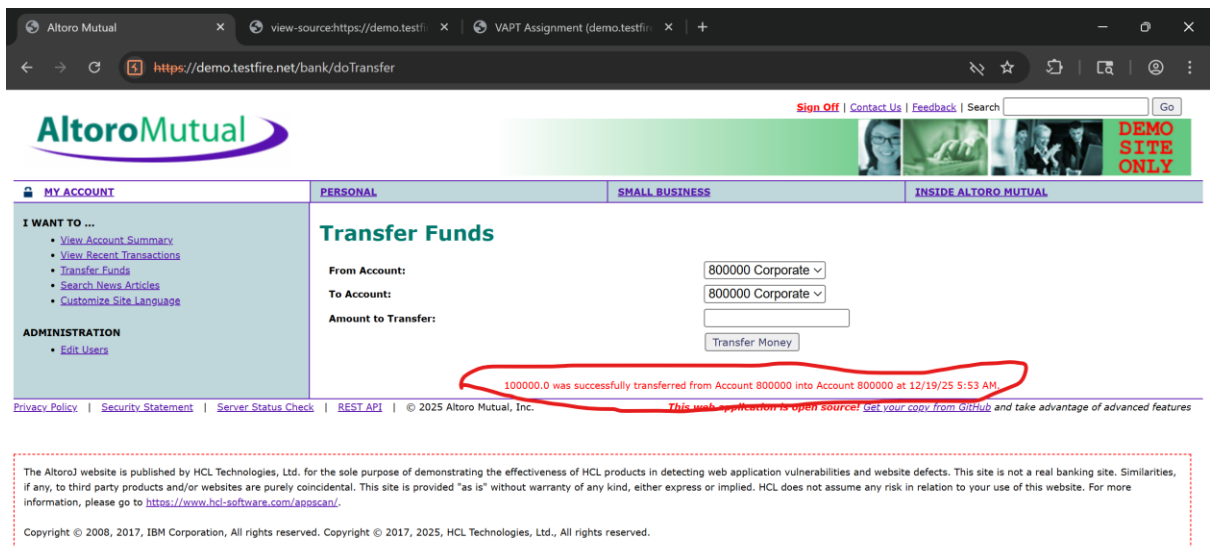 Altoro Mutual
view-source:https://demo.testfi
VAPT Assignment (demo.testfire
https://demo.testfire.net/bank/doTransfer
Sign Off | Contact Us | Feedback | Search
Go
AltoroMutual
DEMO
SITE
ONLY
MY ACCOUNT
PERSONAL
SMALL BUSINESS
INSIDE ALTORO MUTUAL
I WANT TO ...
View Account Summary
View Recent Transactions
Transfer Funds
Search News Articles
Customize Site Language
ADMINISTRATION
Edit Users
Transfer Funds
From Account:
800000 Corporate
To Account:
800000 Corporate
Amount to Transfer:
Transfer Money
100000.0 was successfully transferred from Account 800000 into Account 800000 at 12/19/25 5:53 AM.
Privacy Policy | Security Statement | Server Status Check | REST API | © 2025 Altoro Mutual, Inc.
This web application is open source! Get your copy from GitHub and take advantage of advanced features
The AltoroJ website is published by HCL Technologies, Ltd. for the sole purpose of demonstrating the effectiveness of HCL products in detecting web application vulnerabilities and website defects. This site is not a real banking site. Similarities,
if any, to third party products and/or websites are purely coincidental. This site is provided "as is" without warranty of any kind, either express or implied. HCL does not assume any risk in relation to your use of this website. For more
information, please go to https://www.hcl-software.com/appscan/.
Copyright © 2008, 2017, IBM Corporation, All rights reserved. Copyright © 2017, 2025, HCL Technologies, Ltd., All rights reserved.